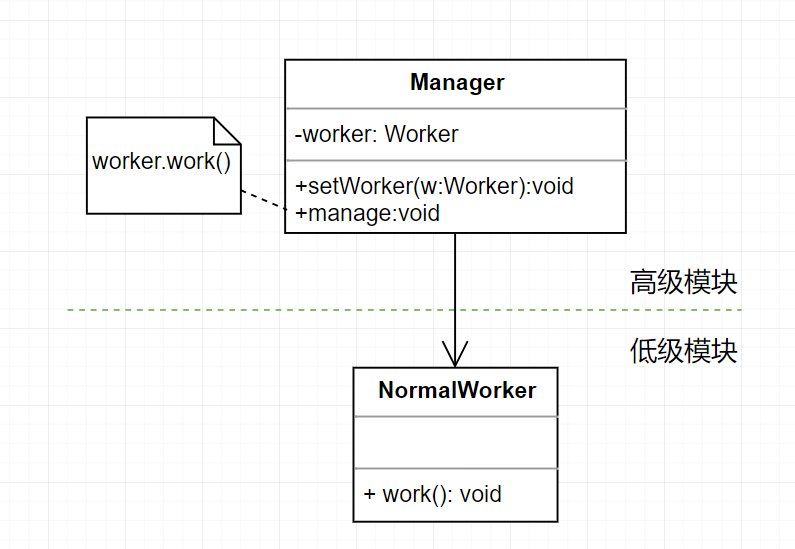 Manager
-worker: Worker
worker.work()
+setWorker(w:Worker):void
+manage:void
高级模块
低级模块
NormalWorker
+ work(): void